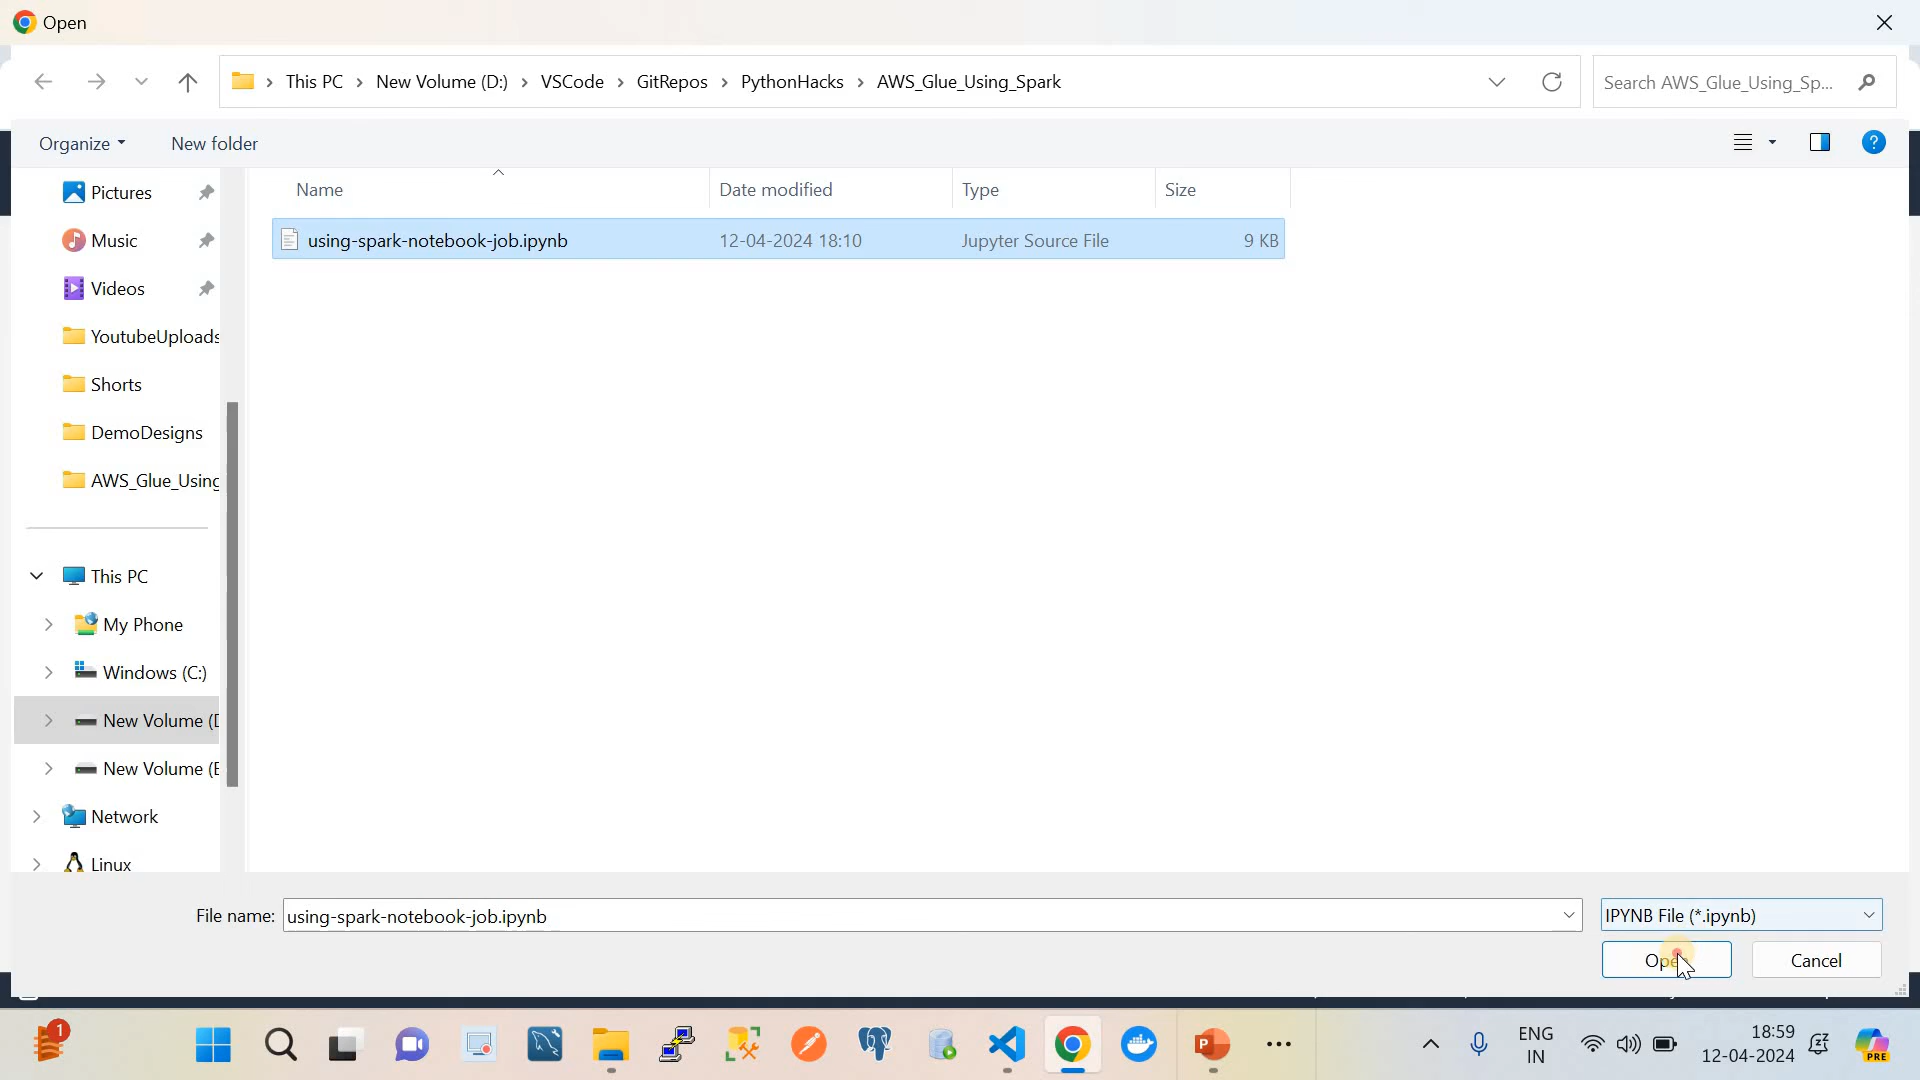 Open
This PC > New Volume (D:) > VSCode > GitRepos > PythonHacks > AWS_Glue_Using_Spark
Search AWS_Glue_Using_Sp...
Organize
New folder
Name
Date modified
Type
Size
using-spark-notebook-job.ipynb
12-04-2024 18:10
Jupyter Source File
9 KB
Pictures
Music
Videos
YoutubeUploads
Shorts
DemoDesigns
AWS_Glue_Using
This PC
My Phone
Windows (C:)
New Volume (D
New Volume (E
Network
Linux
File name:
using-spark-notebook-job.ipynb
IPYNB File (*.ipynb)
Open
Cancel
1
ENG
IN
18:59
12-04-2024
PRE